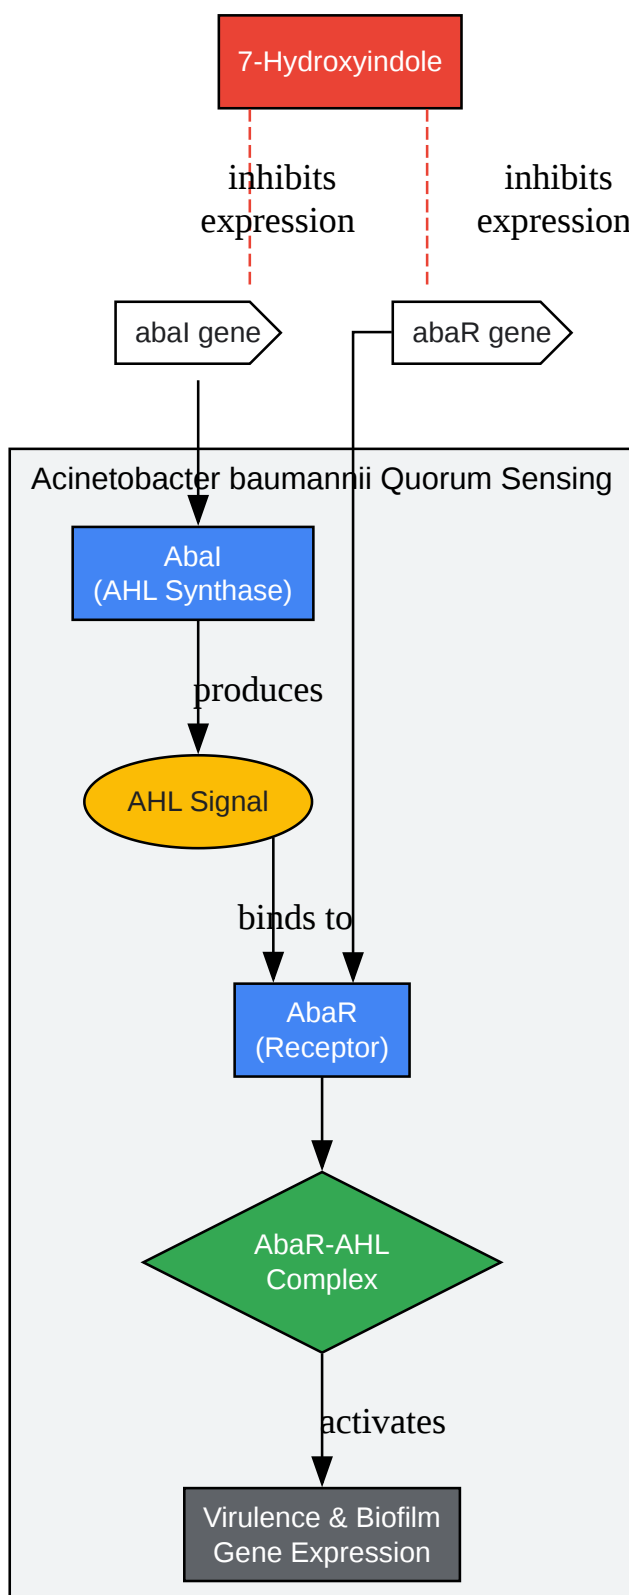 7-Hydroxyindole
inhibits
expression
inhibits
expression
abaI gene
abaR gene
Acinetobacter baumannii Quorum Sensing
AbaI
(AHL Synthase)
produces
AHL Signal
binds to
AbaR
(Receptor)
AbaR-AHL
Complex
activates
Virulence & Biofilm
Gene Expression